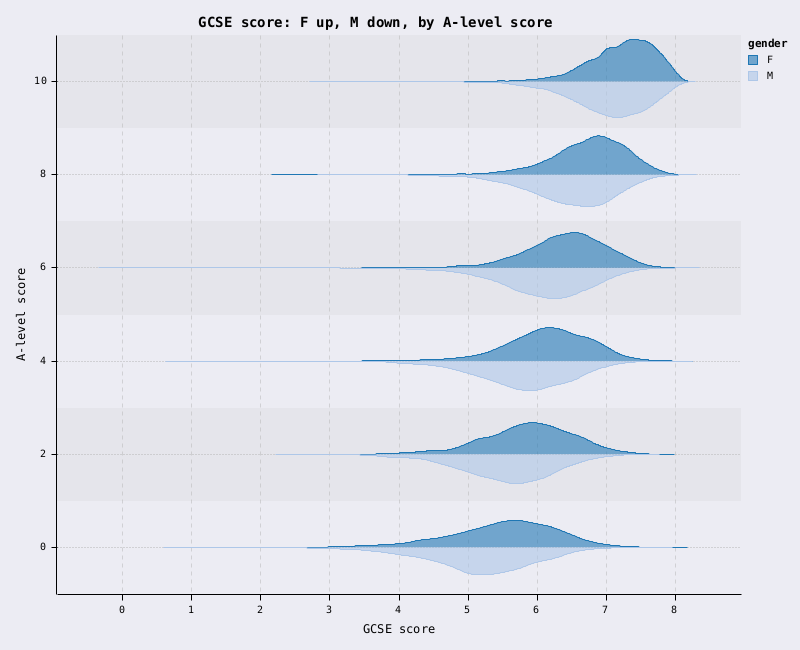 GCSE score: F up, M down, by A-level score
gender
F
M
A-level score
10
8
6
4
2
0
0 1 2 3 4 5 6 7 8
GCSE score